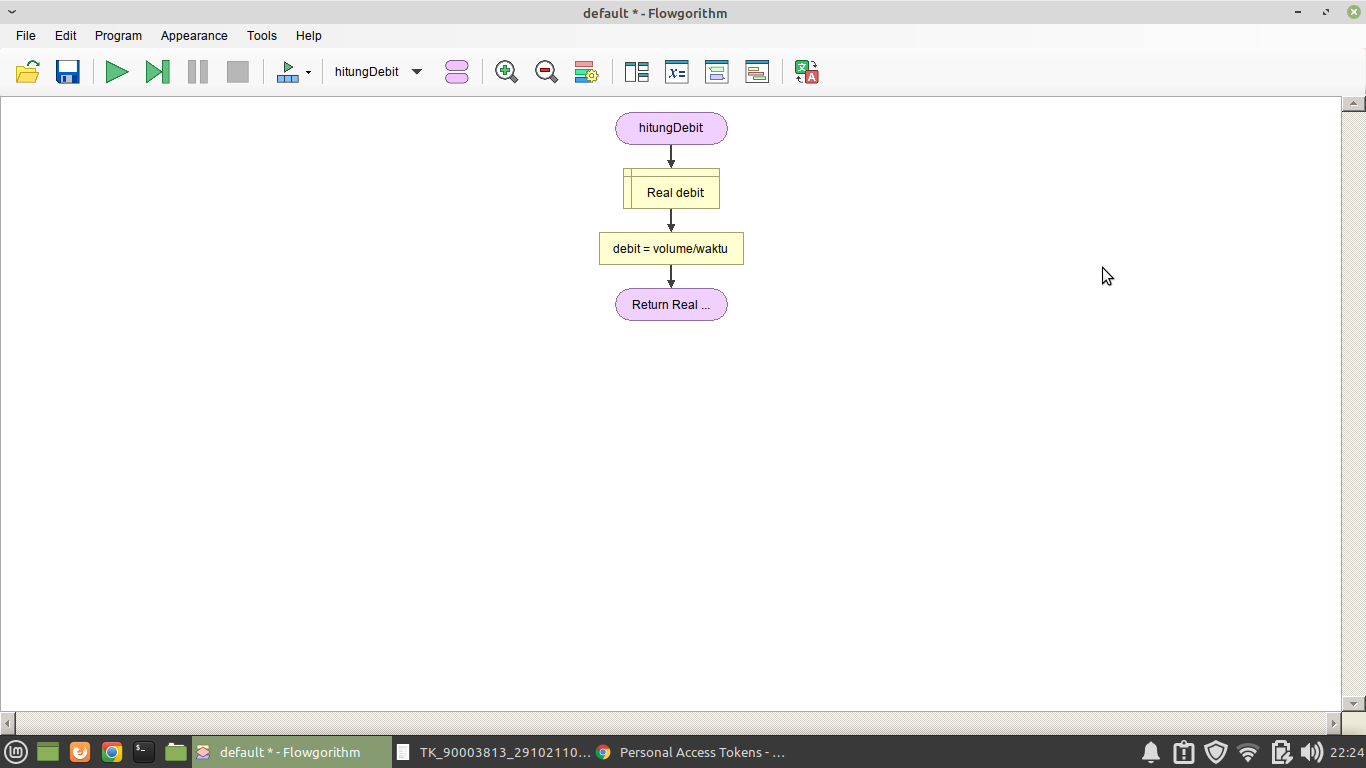 default * - Flowgorithm
File Edit Program Appearance Tools Help
hitungDebit
x=
A
hitungDebit
Real debit
debit = volume/waktu
Return Real ...
default * - Flowgorithm
TK_90003813_29102110...
Personal Access Tokens - ...
22:24